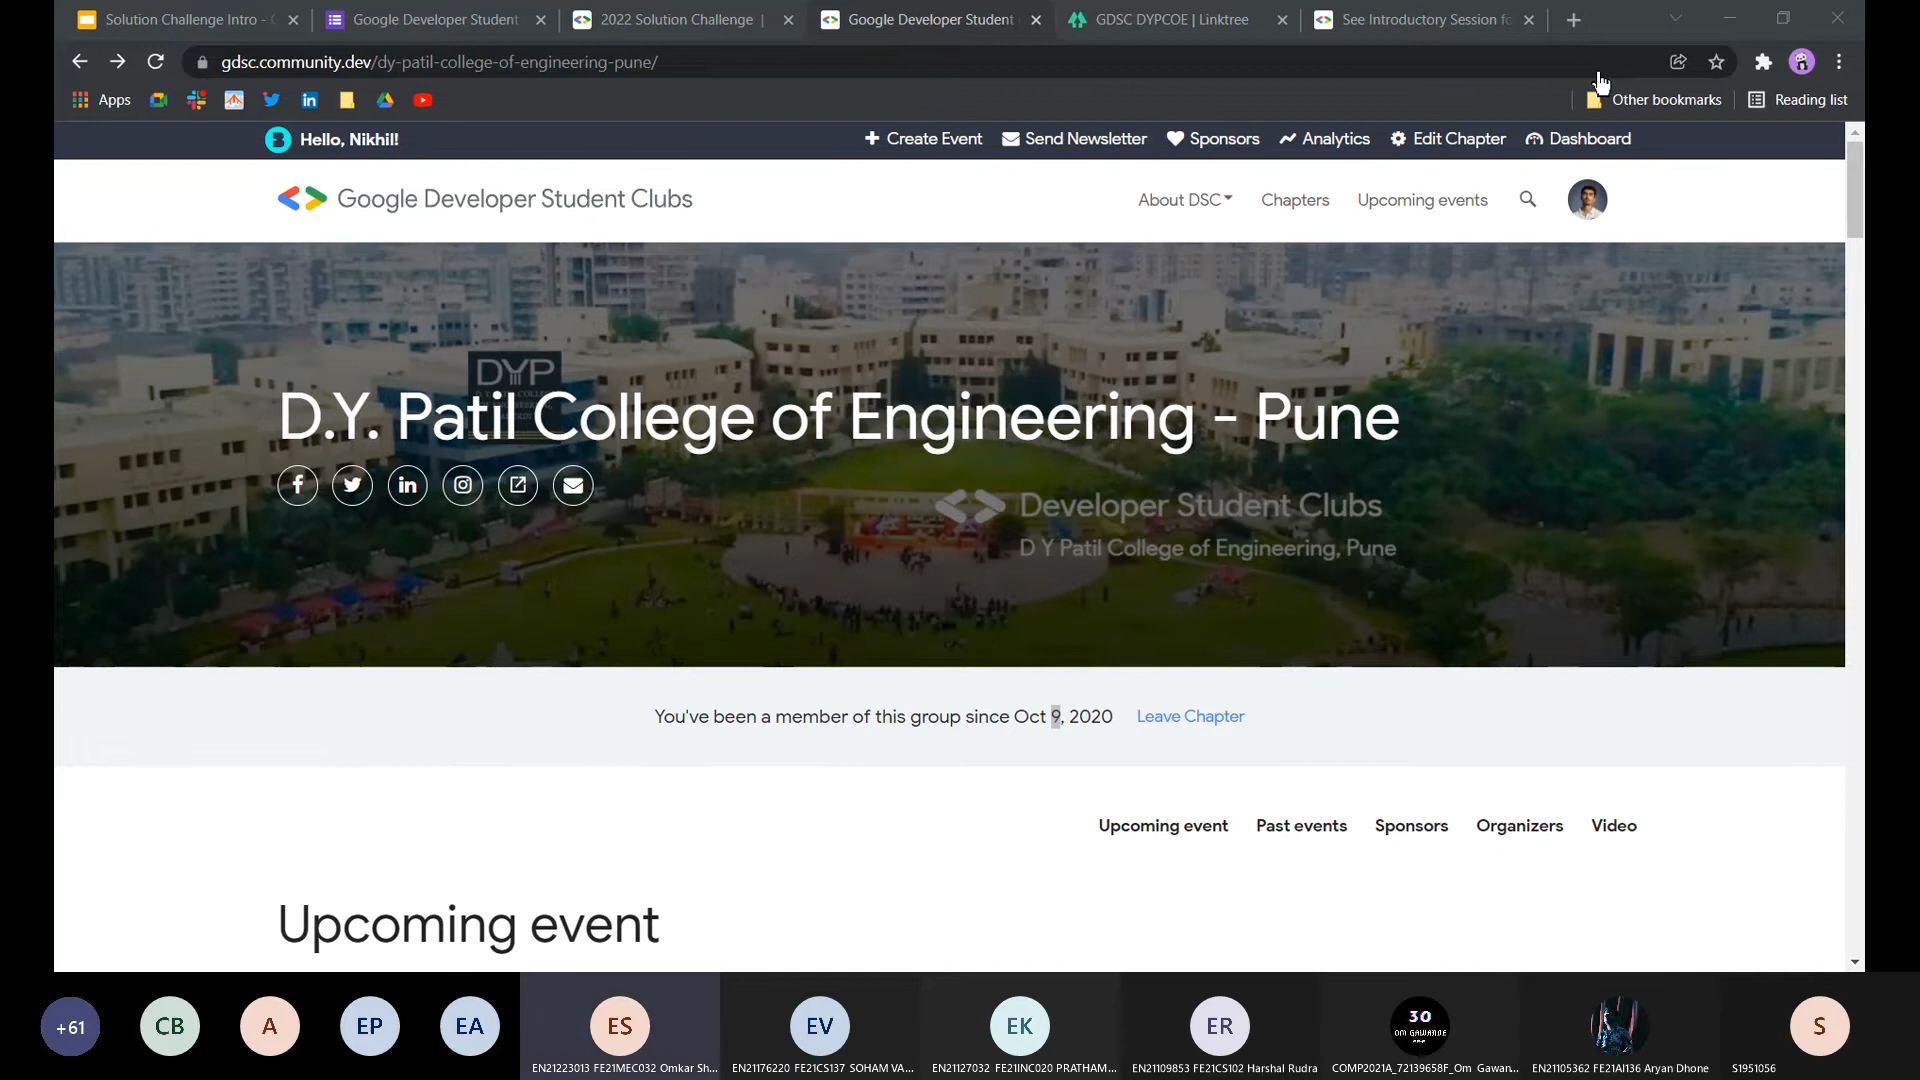 Solution Challenge Intro - G
Google Developer Student
2022 Solution Challenge |
Google Developer Student
GDSC DYPCOE | Linktree
See Introductory Session fo
gdsc.community.dev/dy-patil-college-of-engineering-pune/
Apps
Other bookmarks
Reading list
Hello, Nikhil!
Create Event
Send Newsletter
Sponsors
Analytics
Edit Chapter
Dashboard
Google Developer Student Clubs
About DSC
Chapters
Upcoming events
DYP
D.Y. Patil College of Engineering - Pune
Developer Student Clubs
D Y Patil College of Engineering, Pune
You've been a member of this group since Oct 9, 2020
Leave Chapter
Upcoming event
Past events
Sponsors
Organizers
Video
Upcoming event
+61
CB
A
EP
EA
ES
EV
EK
ER
30
OM GAWANDE
S
EN21223013 FE21MEC032 Omkar Sh...
EN21176220 FE21CS137 SOHAM VA...
EN21127032 FE21INC020 PRATHAM...
EN21109853 FE21CS102 Harshal Rudra
COMP2021A_72139658F_Om Gawan...
EN21105362 FE21AI136 Aryan Dhone
S1951056